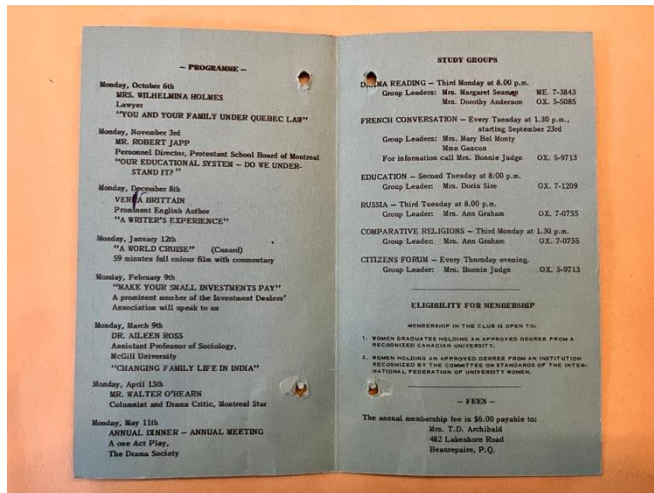 — PROGRAMME —
Monday, October 6th
MRS. WILHELMINA HOLMES
Lawyer
"YOU AND YOUR FAMILY UNDER QUEBEC LAW"
Monday, November 3rd
MR. ROBERT JAPP
Personnel Director, Protestant School Board of Montreal
"OUR EDUCATIONAL SYSTEM — DO WE UNDER-
STAND IT?"
Monday, December 8th
VERA BRITTAIN
Prominent English Author
"A WRITER'S EXPERIENCE"
Monday, January 12th
"A WORLD CRUISE" (Cunard)
59 minutes full colour film with commentary
Monday, February 9th
"MAKE YOUR SMALL INVESTMENTS PAY"
A prominent member of the Investment Dealers'
Association will speak to us
Monday, March 9th
DR. AILEEN ROSS
Assistant Professor of Sociology,
McGill University
"CHANGING FAMILY LIFE IN INDIA"
Monday, April 13th
MR. WALTER O'HEARN
Columnist and Drama Critic, Montreal Star
Monday, May 11th
ANNUAL DINNER — ANNUAL MEETING
A one Act Play,
The Drama Society
STUDY GROUPS
DRAMA READING — Third Monday at 8.00 p.m.
Group Leaders: Mrs. Margaret Seaman ME. 7-3843
Mrs. Dorothy Anderson OX. 5-5085
FRENCH CONVERSATION — Every Tuesday at 1.30 p.m.,
starting September 23rd
Group Leaders: Mrs. Mary Bel Monty
Mme Gascon
For information call Mrs. Bonnie Judge OX. 5-9713
EDUCATION — Second Tuesday at 8:00 p.m.
Group Leader: Mrs. Doris Sire OX. 7-1209
RUSSIA — Third Tuesday at 8.00 p.m.
Group Leader: Mrs. Ann Graham OX. 7-0755
COMPARATIVE RELIGIONS — Third Monday at 1.30 p.m.
Group Leader: Mrs. Ann Graham OX. 7-0755
CITIZENS FORUM — Every Thursday evening.
Group Leader: Mrs. Bonnie Judge OX. 5-9713
ELIGIBILITY FOR MEMBERSHIP
MEMBERSHIP IN THE CLUB IS OPEN TO:
1. WOMEN GRADUATES HOLDING AN APPROVED DEGREE FROM A
RECOGNIZED CANADIAN UNIVERSITY,
2. WOMEN HOLDING AN APPROVED DEGREE FROM AN INSTITUTION
RECOGNIZED BY THE COMMITTEE ON STANDARDS OF THE INTER-
NATIONAL FEDERATION OF UNIVERSITY WOMEN.
— FEES —
The annual membership fee is $6.00 payable to:
Mrs. T.D. Archibald
482 Lakeshore Road
Beaurepaire, P.Q.